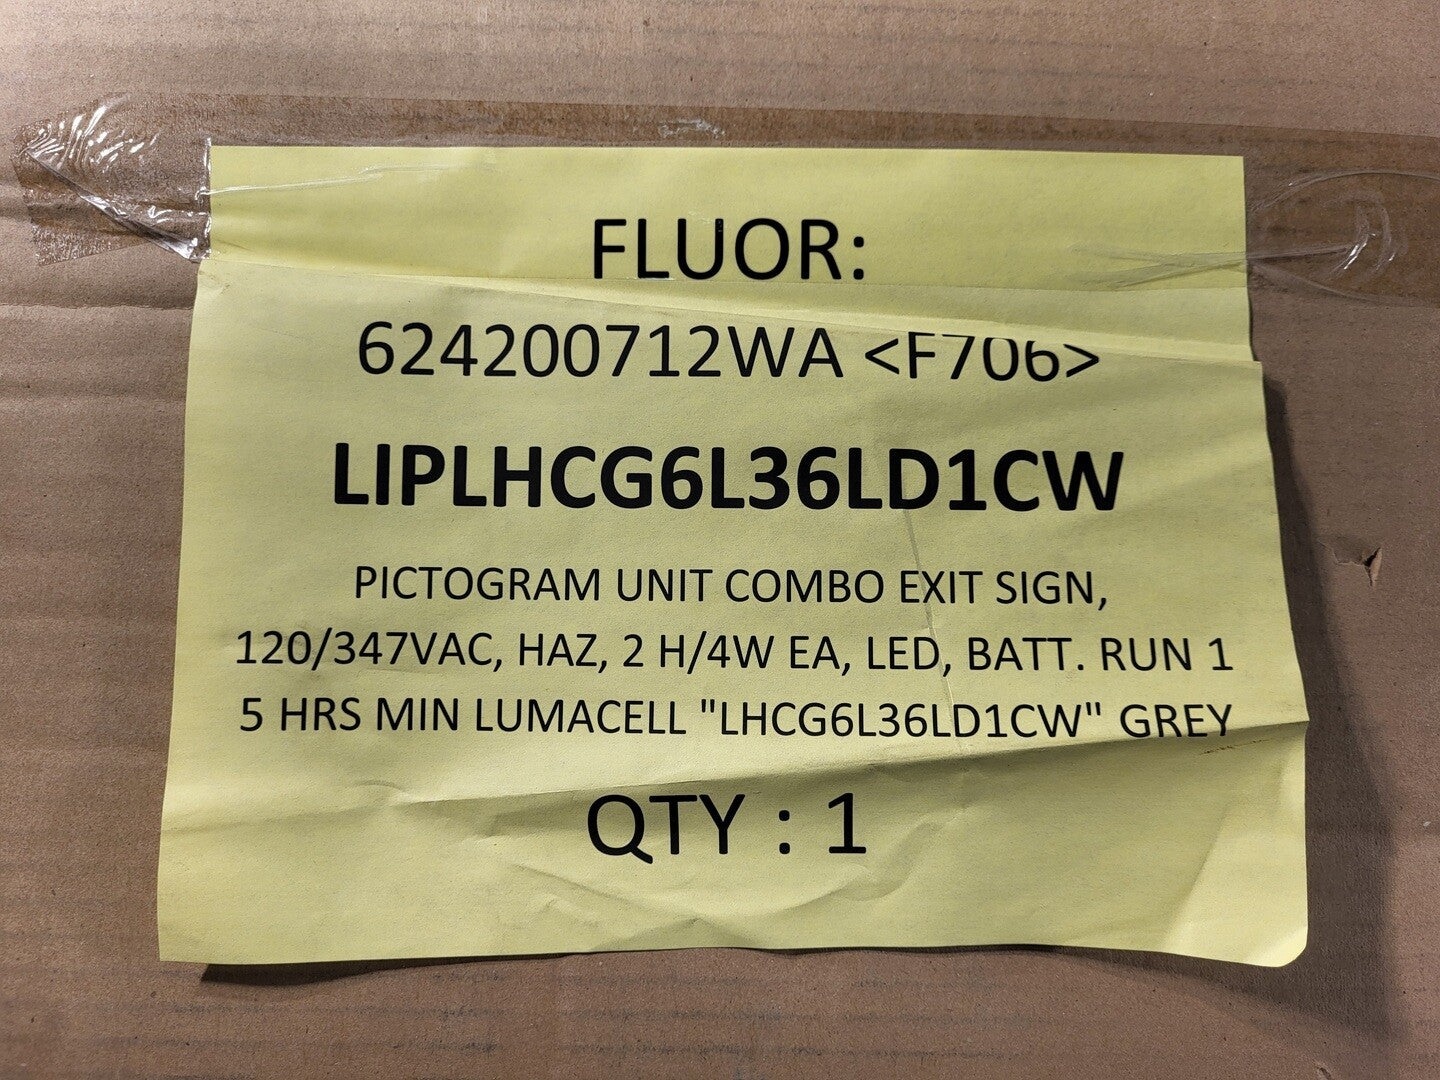 FLUOR:
624200712WA <F706>
LIPLHCG6L36LD1CW
PICTOGRAM UNIT COMBO EXIT SIGN,
120/347VAC, HAZ, 2 H/4W EA, LED, BATT. RUN 1
5 HRS MIN LUMACELL "LHCG6L36LD1CW" GREY
QTY : 1